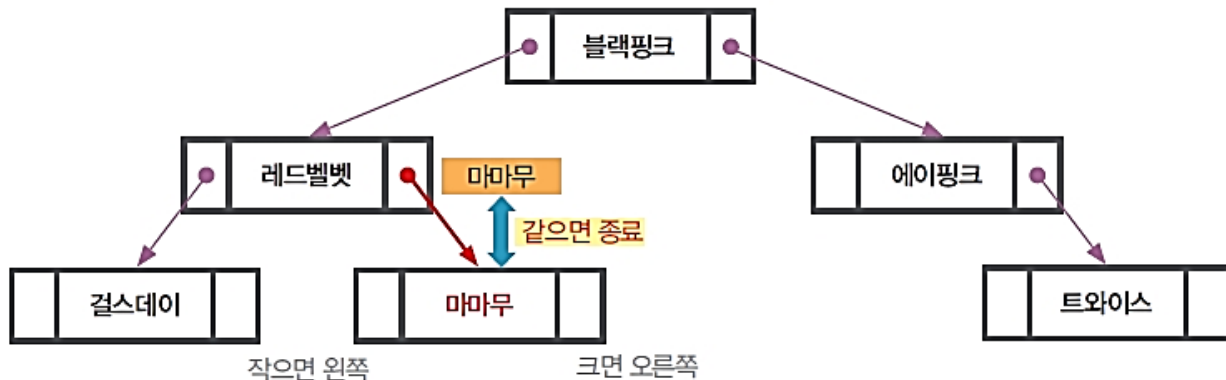 블랙핑크
레드벨벳
마마무
에이핑크
같으면 종료
걸스데이
마마무
트와이스
작으면 왼쪽
크면 오른쪽